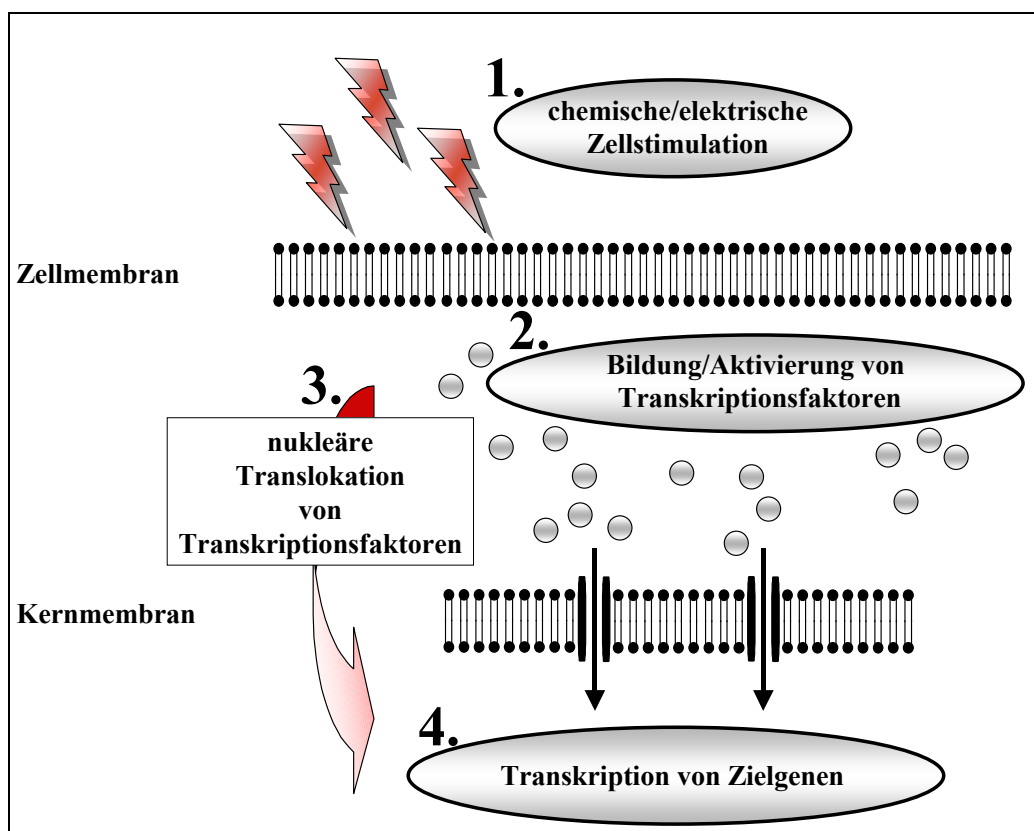 1.
chemische/elektrische
Zellstimulation
Zellmembran
2.
Bildung/Aktivierung von
Transkriptionsfaktoren
3.
nukleäre
Translokation
von
Transkriptionsfaktoren
Kernmembran
4.
Transkription von Zielgenen